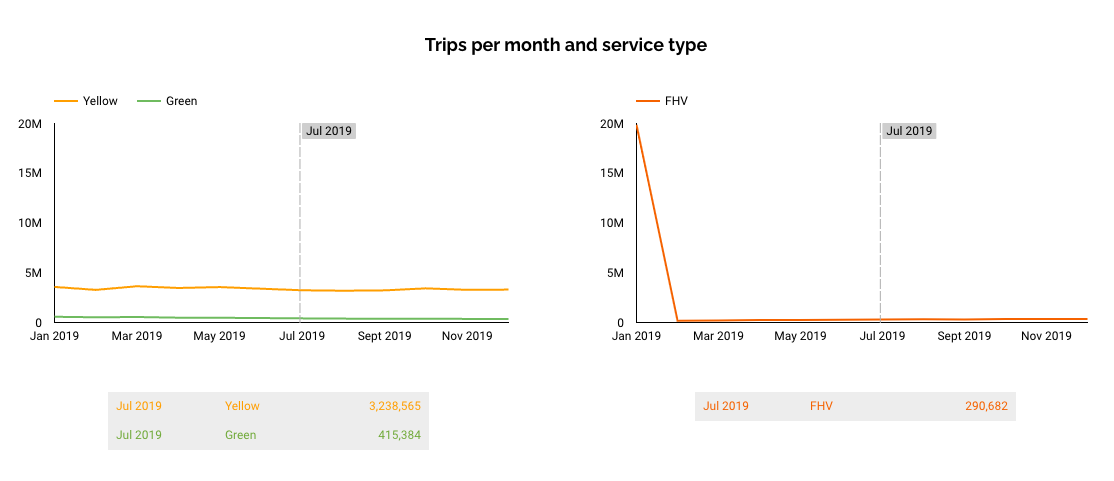 Trips per month and service type
Yellow Green
20M
Jul 2019
15M
10M
5M
0
Jan 2019 Mar 2019 May 2019 Jul 2019 Sept 2019 Nov 2019
Jul 2019 Yellow 3,238,565
Jul 2019 Green 415,384
FHV
20M
Jul 2019
15M
10M
5M
0
Jan 2019 Mar 2019 May 2019 Jul 2019 Sept 2019 Nov 2019
Jul 2019 FHV 290,682